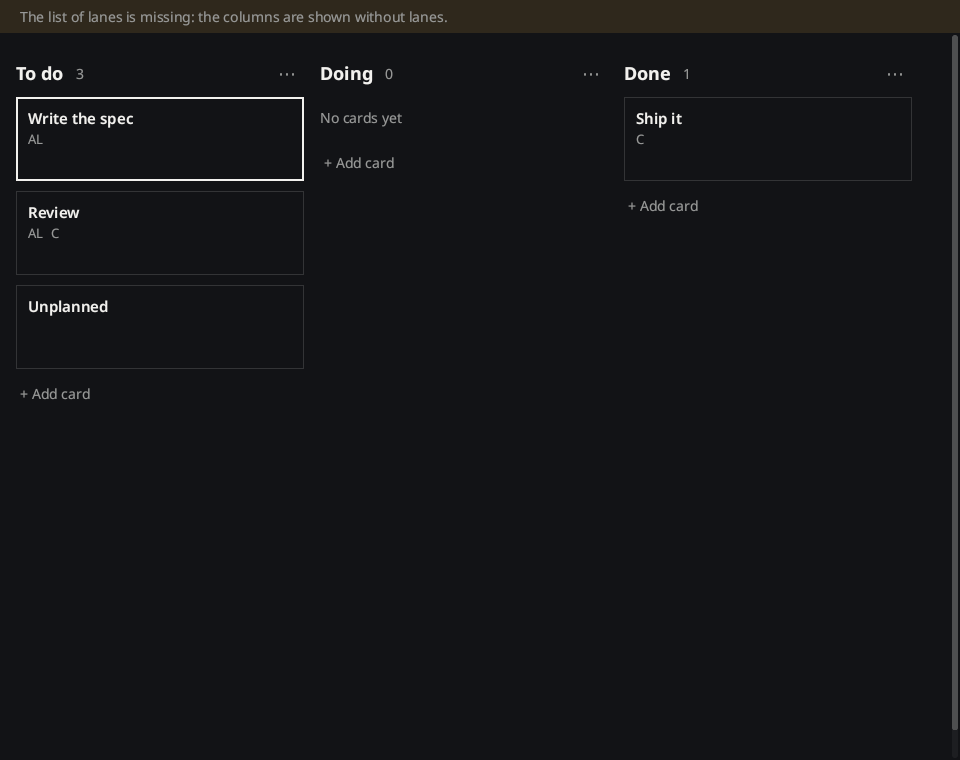 The list of lanes is missing: the columns are shown without lanes.
To do 3 ···
Write the spec
AL
Review
AL C
Unplanned
+ Add card
Doing 0 ···
No cards yet
+ Add card
Done 1 ···
Ship it
C
+ Add card